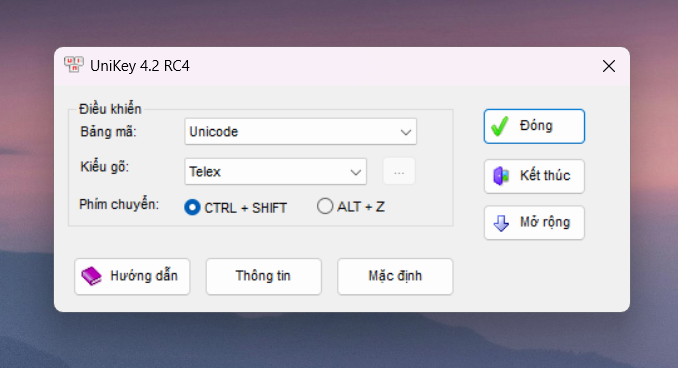 UniKey 4.2 RC4
Điều khiển
Bảng mã:
Unicode
Đóng
Kiểu gõ:
Telex
...
Kết thúc
Phím chuyển:
CTRL + SHIFT
ALT + Z
Mở rộng
Hướng dẫn
Thông tin
Mặc định